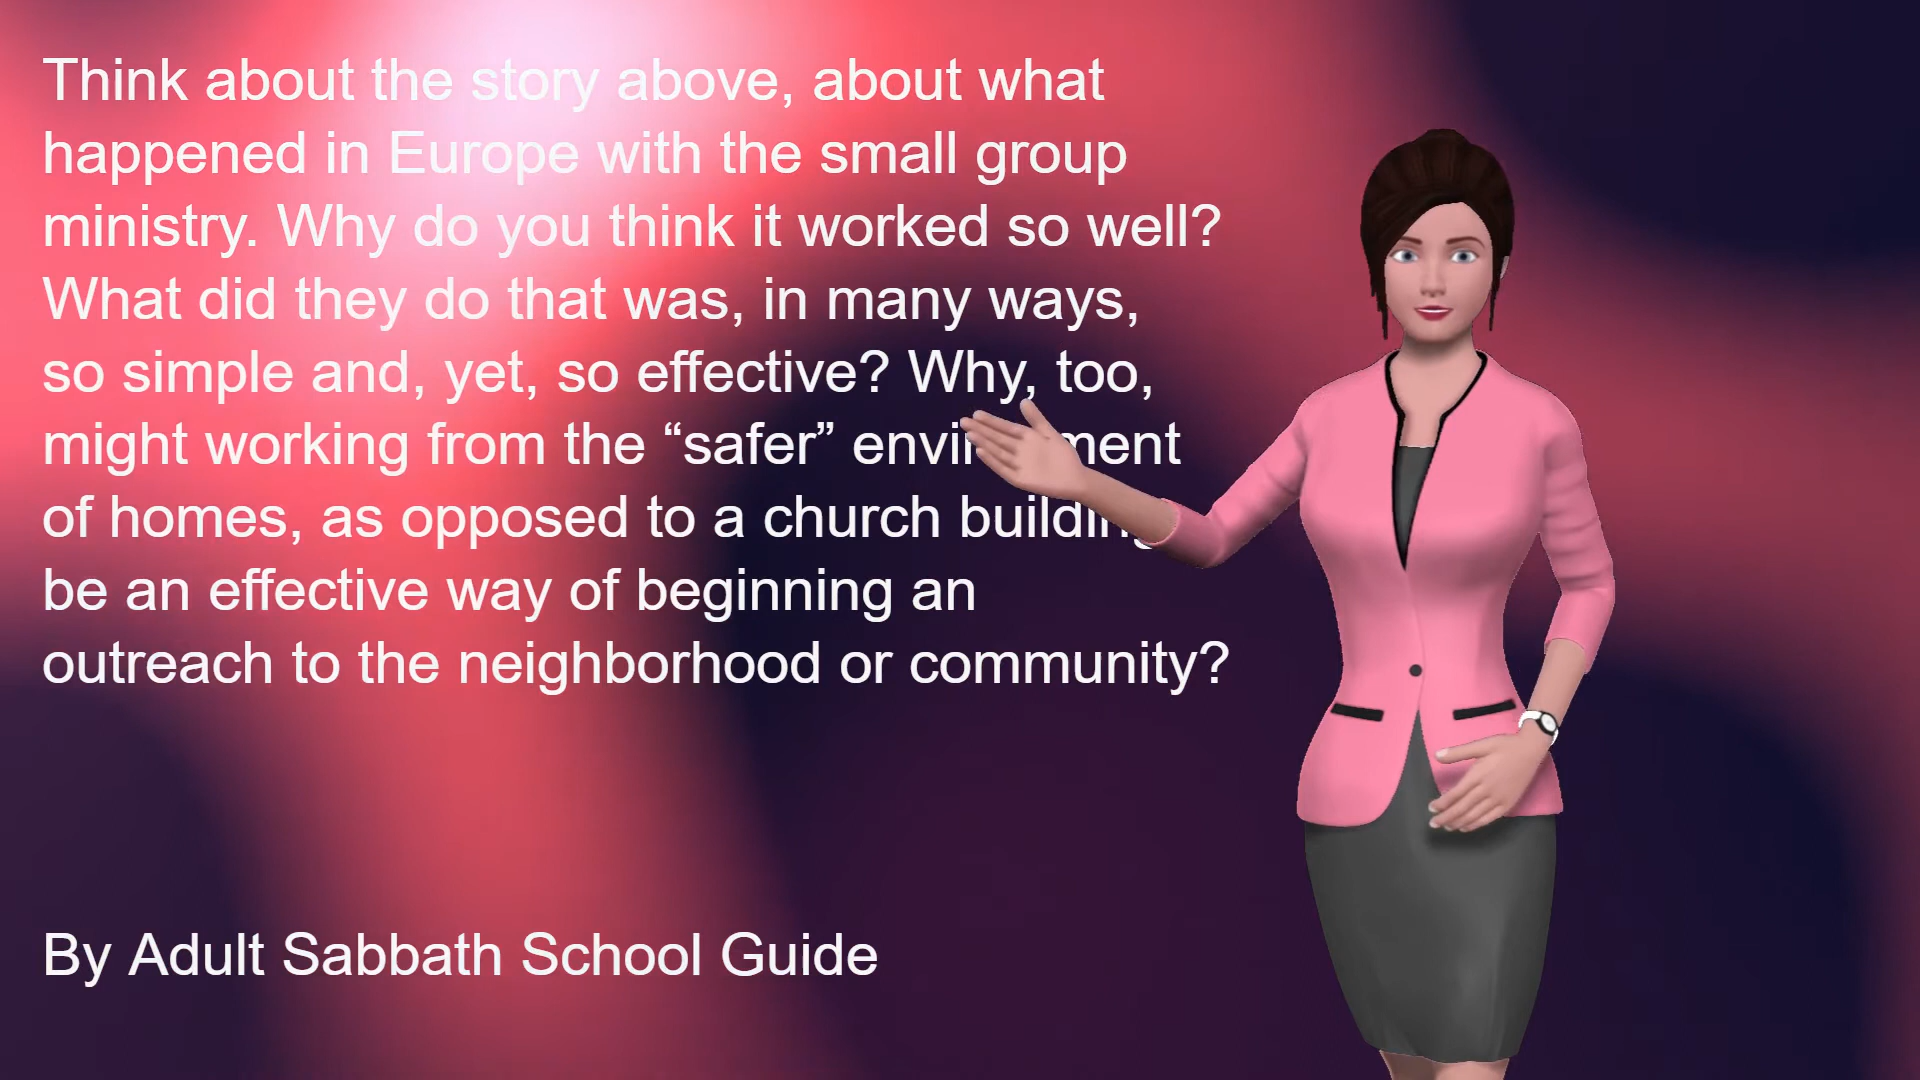 Think about the story above, about what
happened in Europe with the small group
ministry. Why do you think it worked so well?
What did they do that was, in many ways,
so simple and, yet, so effective? Why, too,
might working from the “safer”
of homes, as opposed to a church
be an effective way of beginning an
outreach to the neighborhood or community?
By Adult Sabbath School Guide